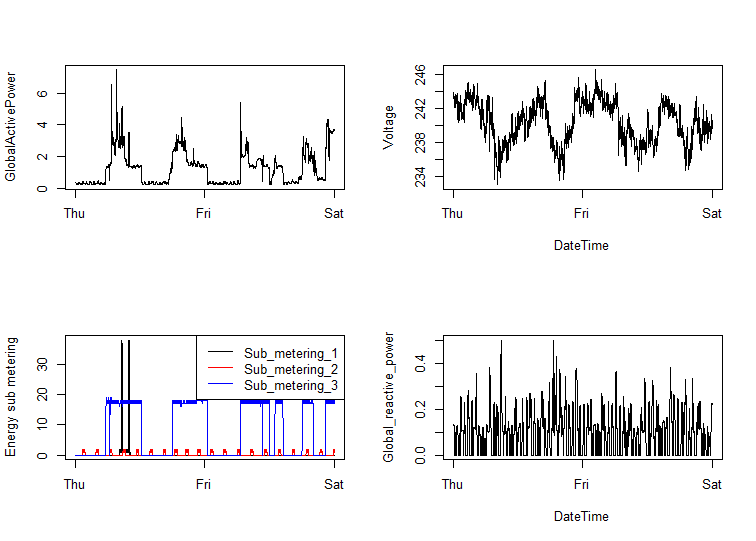 GlobalActivePower
6
4
2
0
Thu Fri Sat
Voltage
246
242
238
234
Thu Fri Sat
DateTime
Energy sub metering
30
20
10
0
Sub_metering_1
Sub_metering_2
Sub_metering_3
Thu Fri Sat
Global_reactive_power
0.4
0.2
0.0
Thu Fri Sat
DateTime